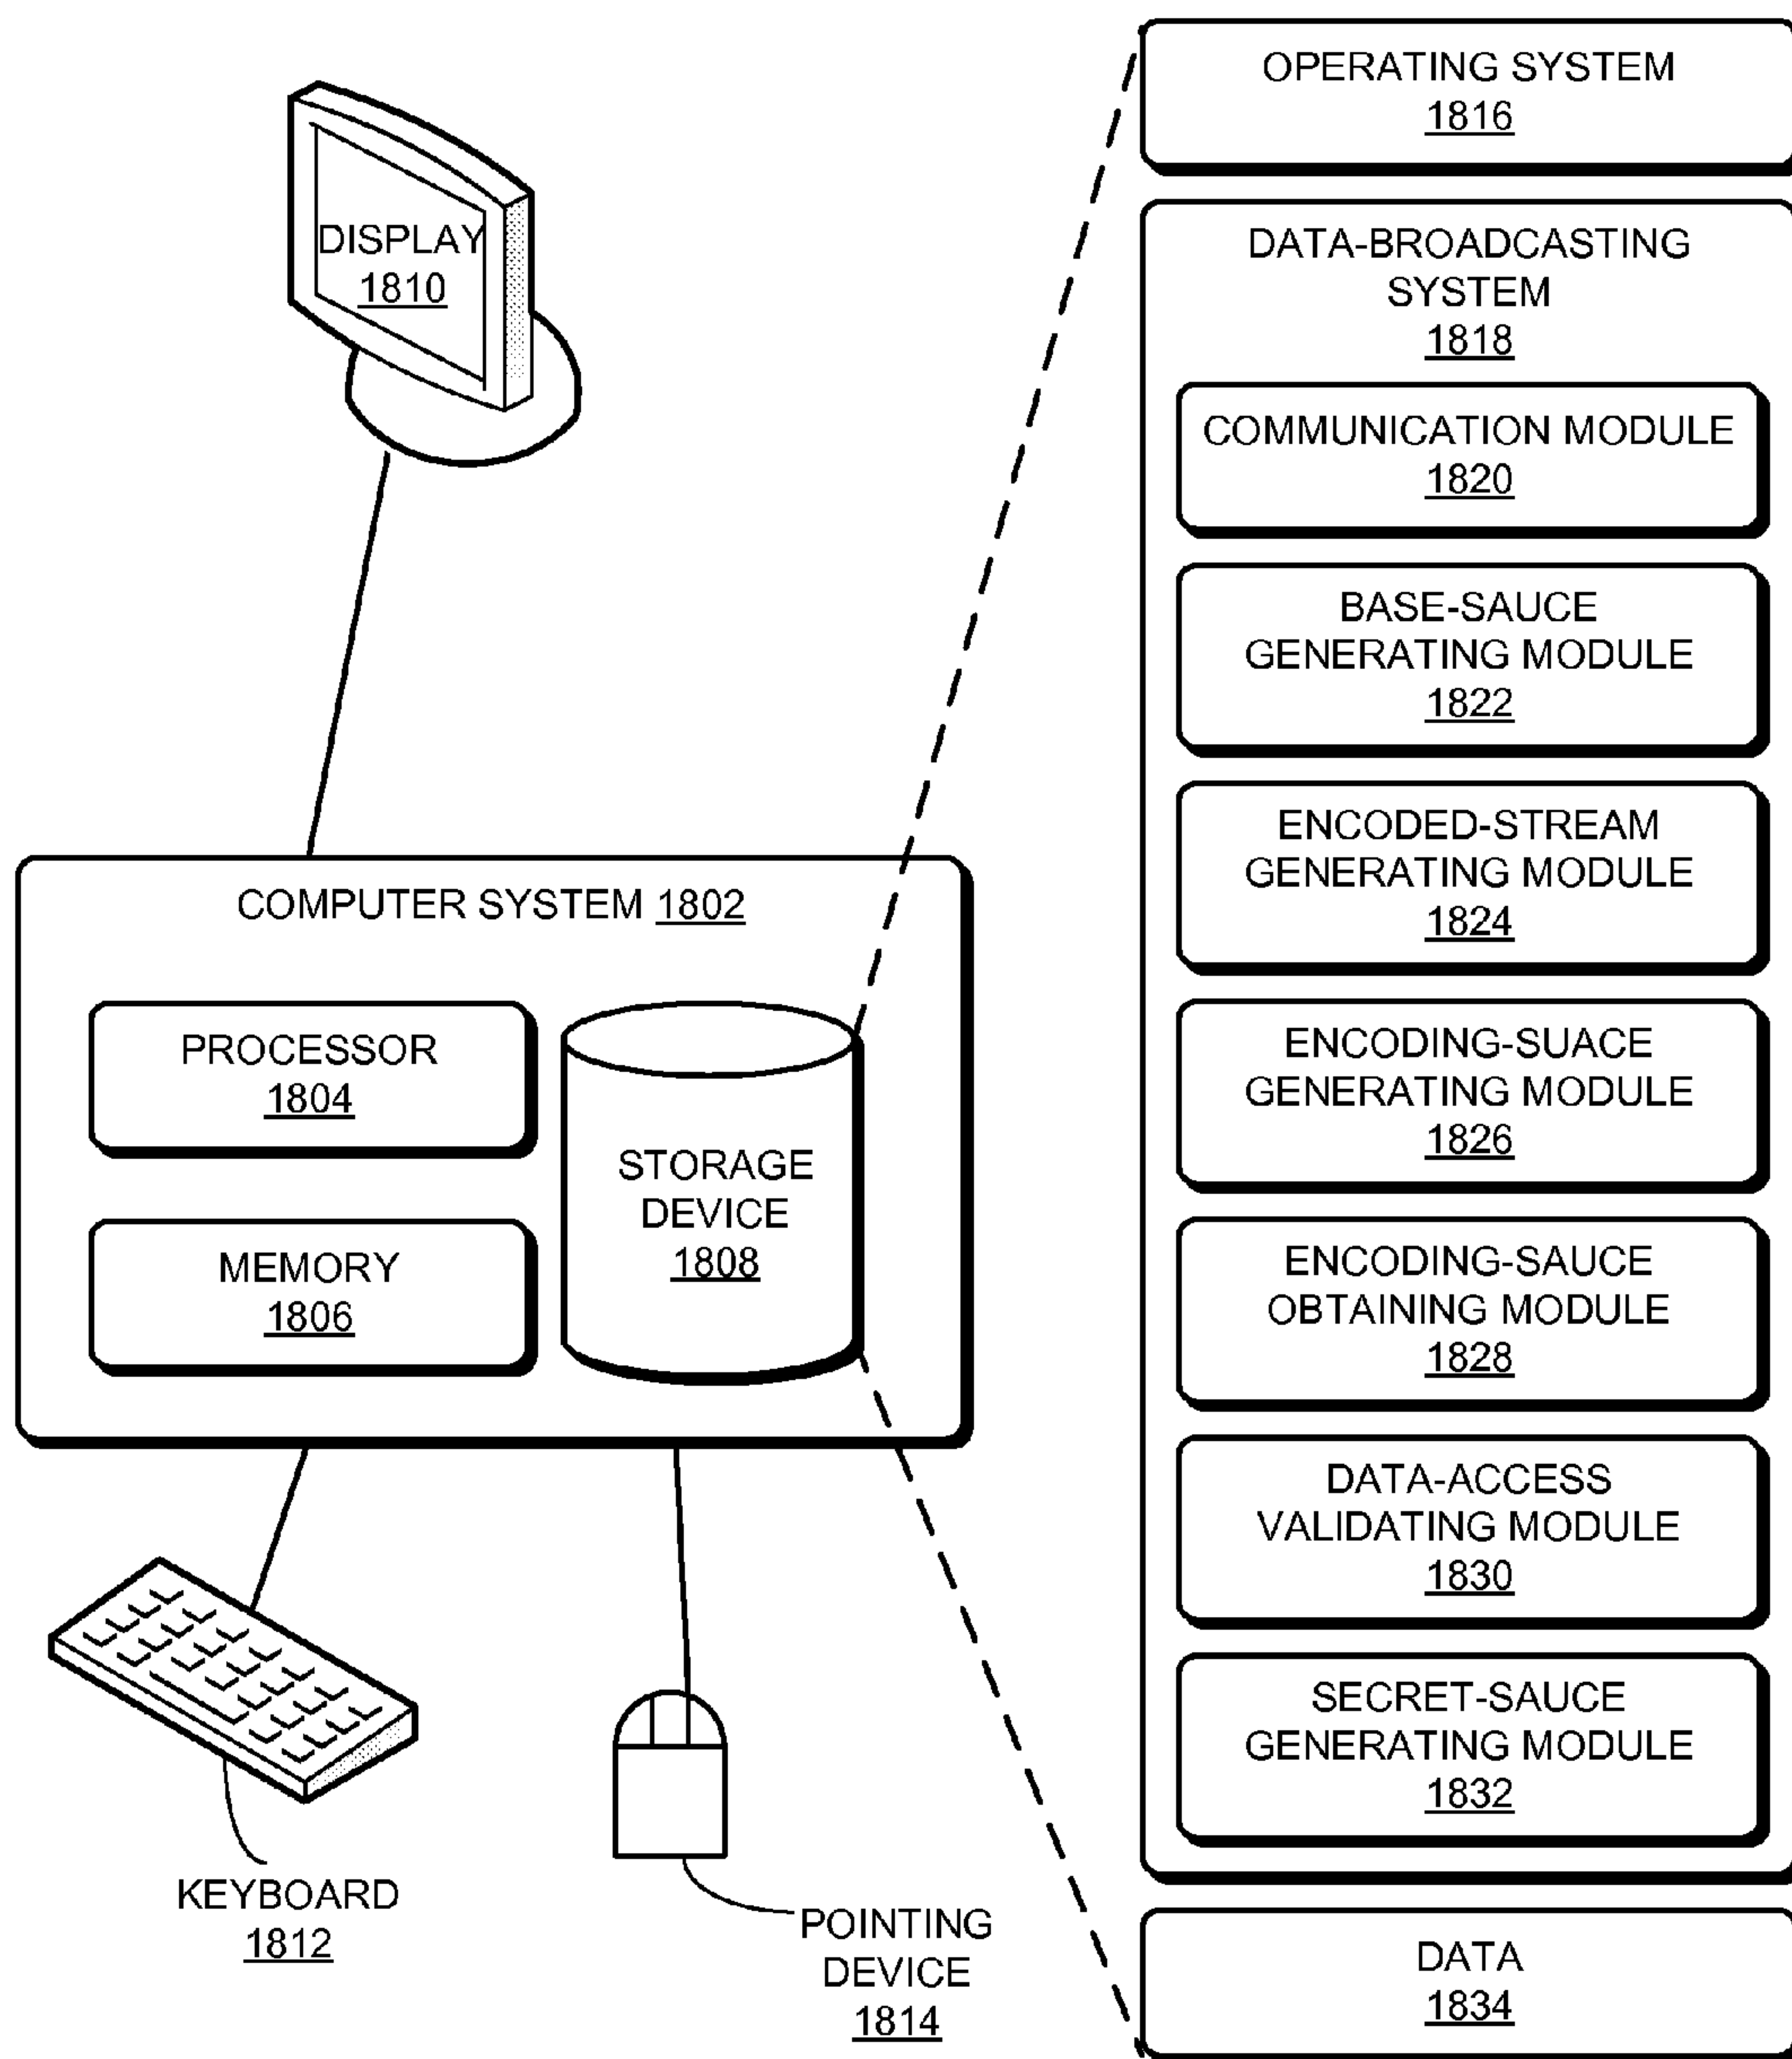 DISPLAY
1810
COMPUTER SYSTEM 1802
PROCESSOR
1804
MEMORY
1806
STORAGE
DEVICE
1808
KEYBOARD
1812
POINTING
DEVICE
1814
OPERATING SYSTEM
1816
DATA-BROADCASTING
SYSTEM
1818
COMMUNICATION MODULE
1820
BASE-SAUCE
GENERATING MODULE
1822
ENCODED-STREAM
GENERATING MODULE
1824
ENCODING-SUACE
GENERATING MODULE
1826
ENCODING-SAUCE
OBTAINING MODULE
1828
DATA-ACCESS
VALIDATING MODULE
1830
SECRET-SAUCE
GENERATING MODULE
1832
DATA
1834